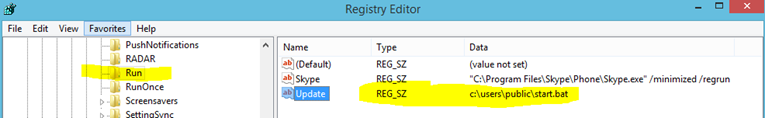 Registry Editor
File Edit View Favorites Help
PushNotifications
RADAR
Run
RunOnce
Screensavers
SettingSync
Name Type Data
(Default) REG_SZ (value not set)
Skype REG_SZ "C:\Program Files\Skype\Phone\Skype.exe" /minimized /regrun
Update REG_SZ c:\users\public\start.bat